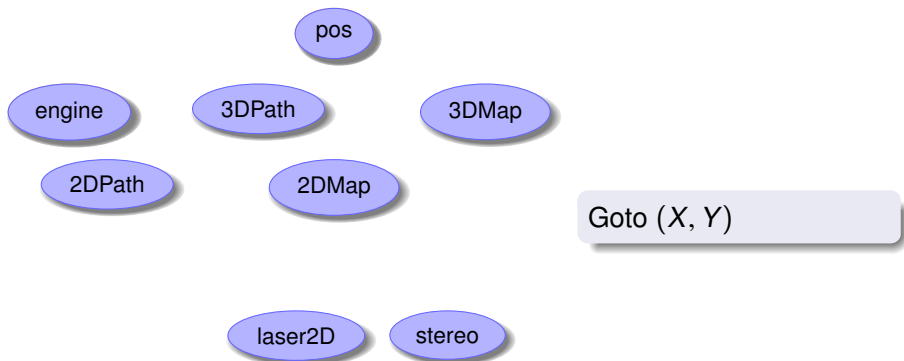 pos
engine
3DPath
3DMap
2DPath
2DMap
Goto (X, Y)
laser2D
stereo